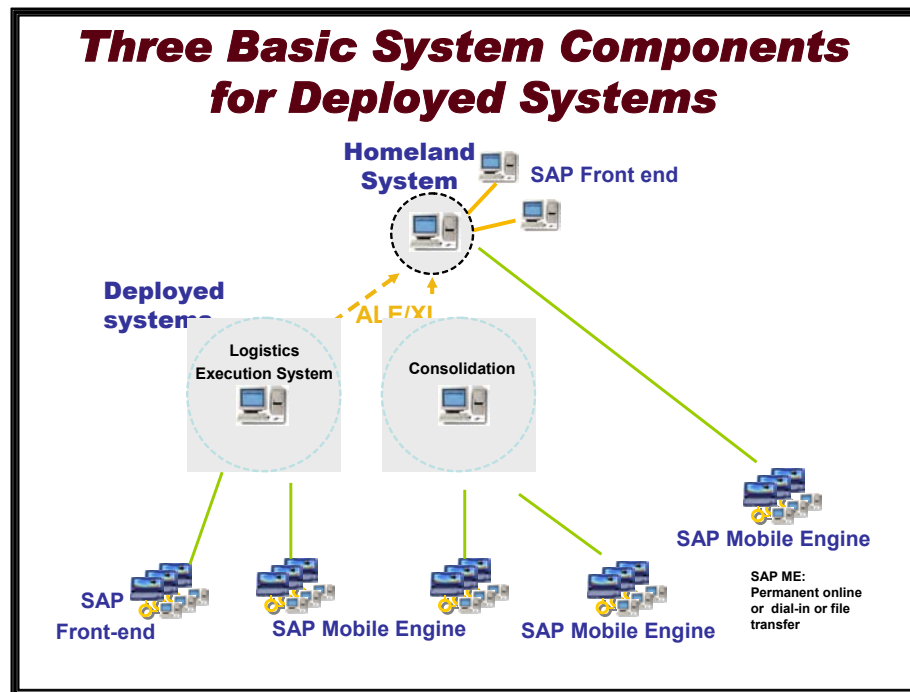 Three Basic System Components
for Deployed Systems
Homeland
System
SAP Front end
Deployed
systems
ALE/XI
Logistics
Execution System
Consolidation
SAP Mobile Engine
SAP ME:
Permanent online
or dial-in or file
transfer
SAP
Front-end
SAP Mobile Engine
SAP Mobile Engine